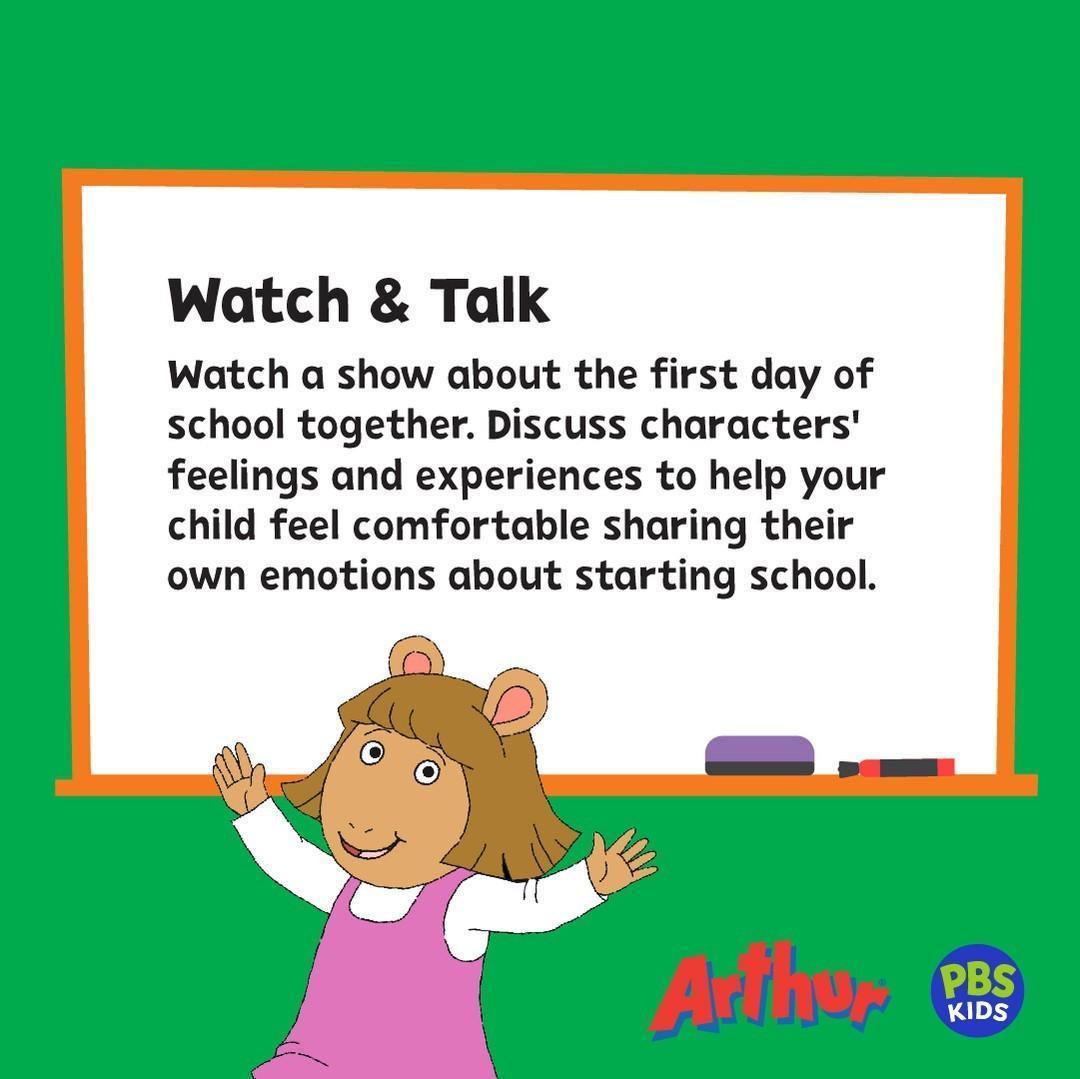 Watch & Talk
Watch a show about the first day of
school together. Discuss characters'
feelings and experiences to help your
child feel comfortable sharing their
own emotions about starting school.
Arthur
PBS
KIDS